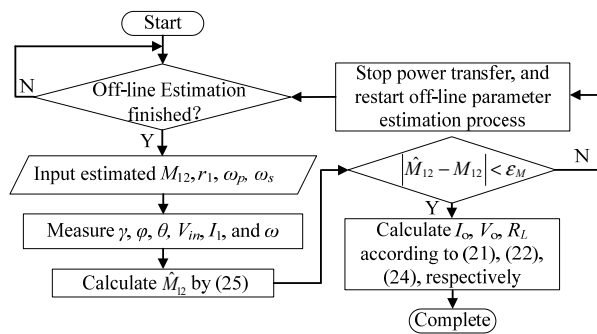 Start
N
Off-line Estimation
finished?
Y
Input estimated M₁₂, r₁, ωₚ, ωₛ
Measure γ, φ, θ, Vᵢₙ, I₁, and ω
Calculate M̂₁₂ by (25)
Stop power transfer, and
restart off-line parameter
estimation process
|M̂₁₂ − M₁₂| < ε_M
N
Y
Calculate Iₒ, Vₒ, R_L
according to (21), (22),
(24), respectively
Complete